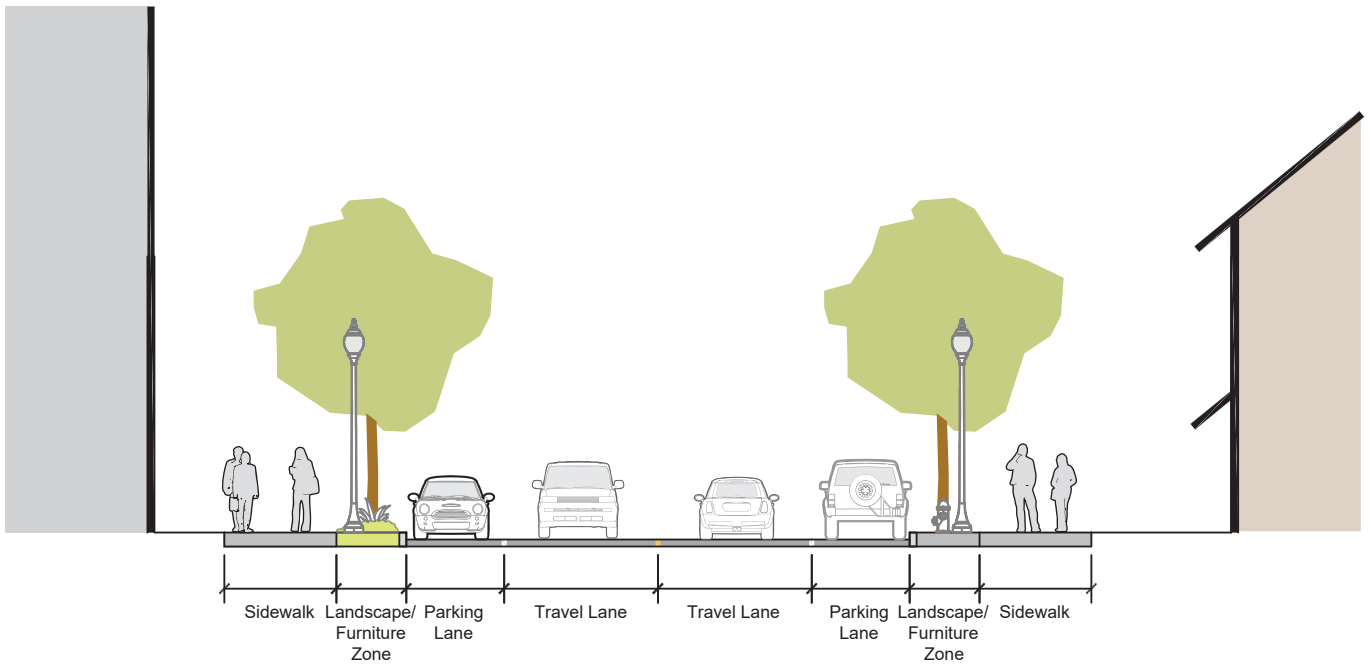 Sidewalk
Landscape/
Furniture
Zone
Parking
Lane
Travel Lane
Travel Lane
Parking
Lane
Landscape/
Furniture
Zone
Sidewalk